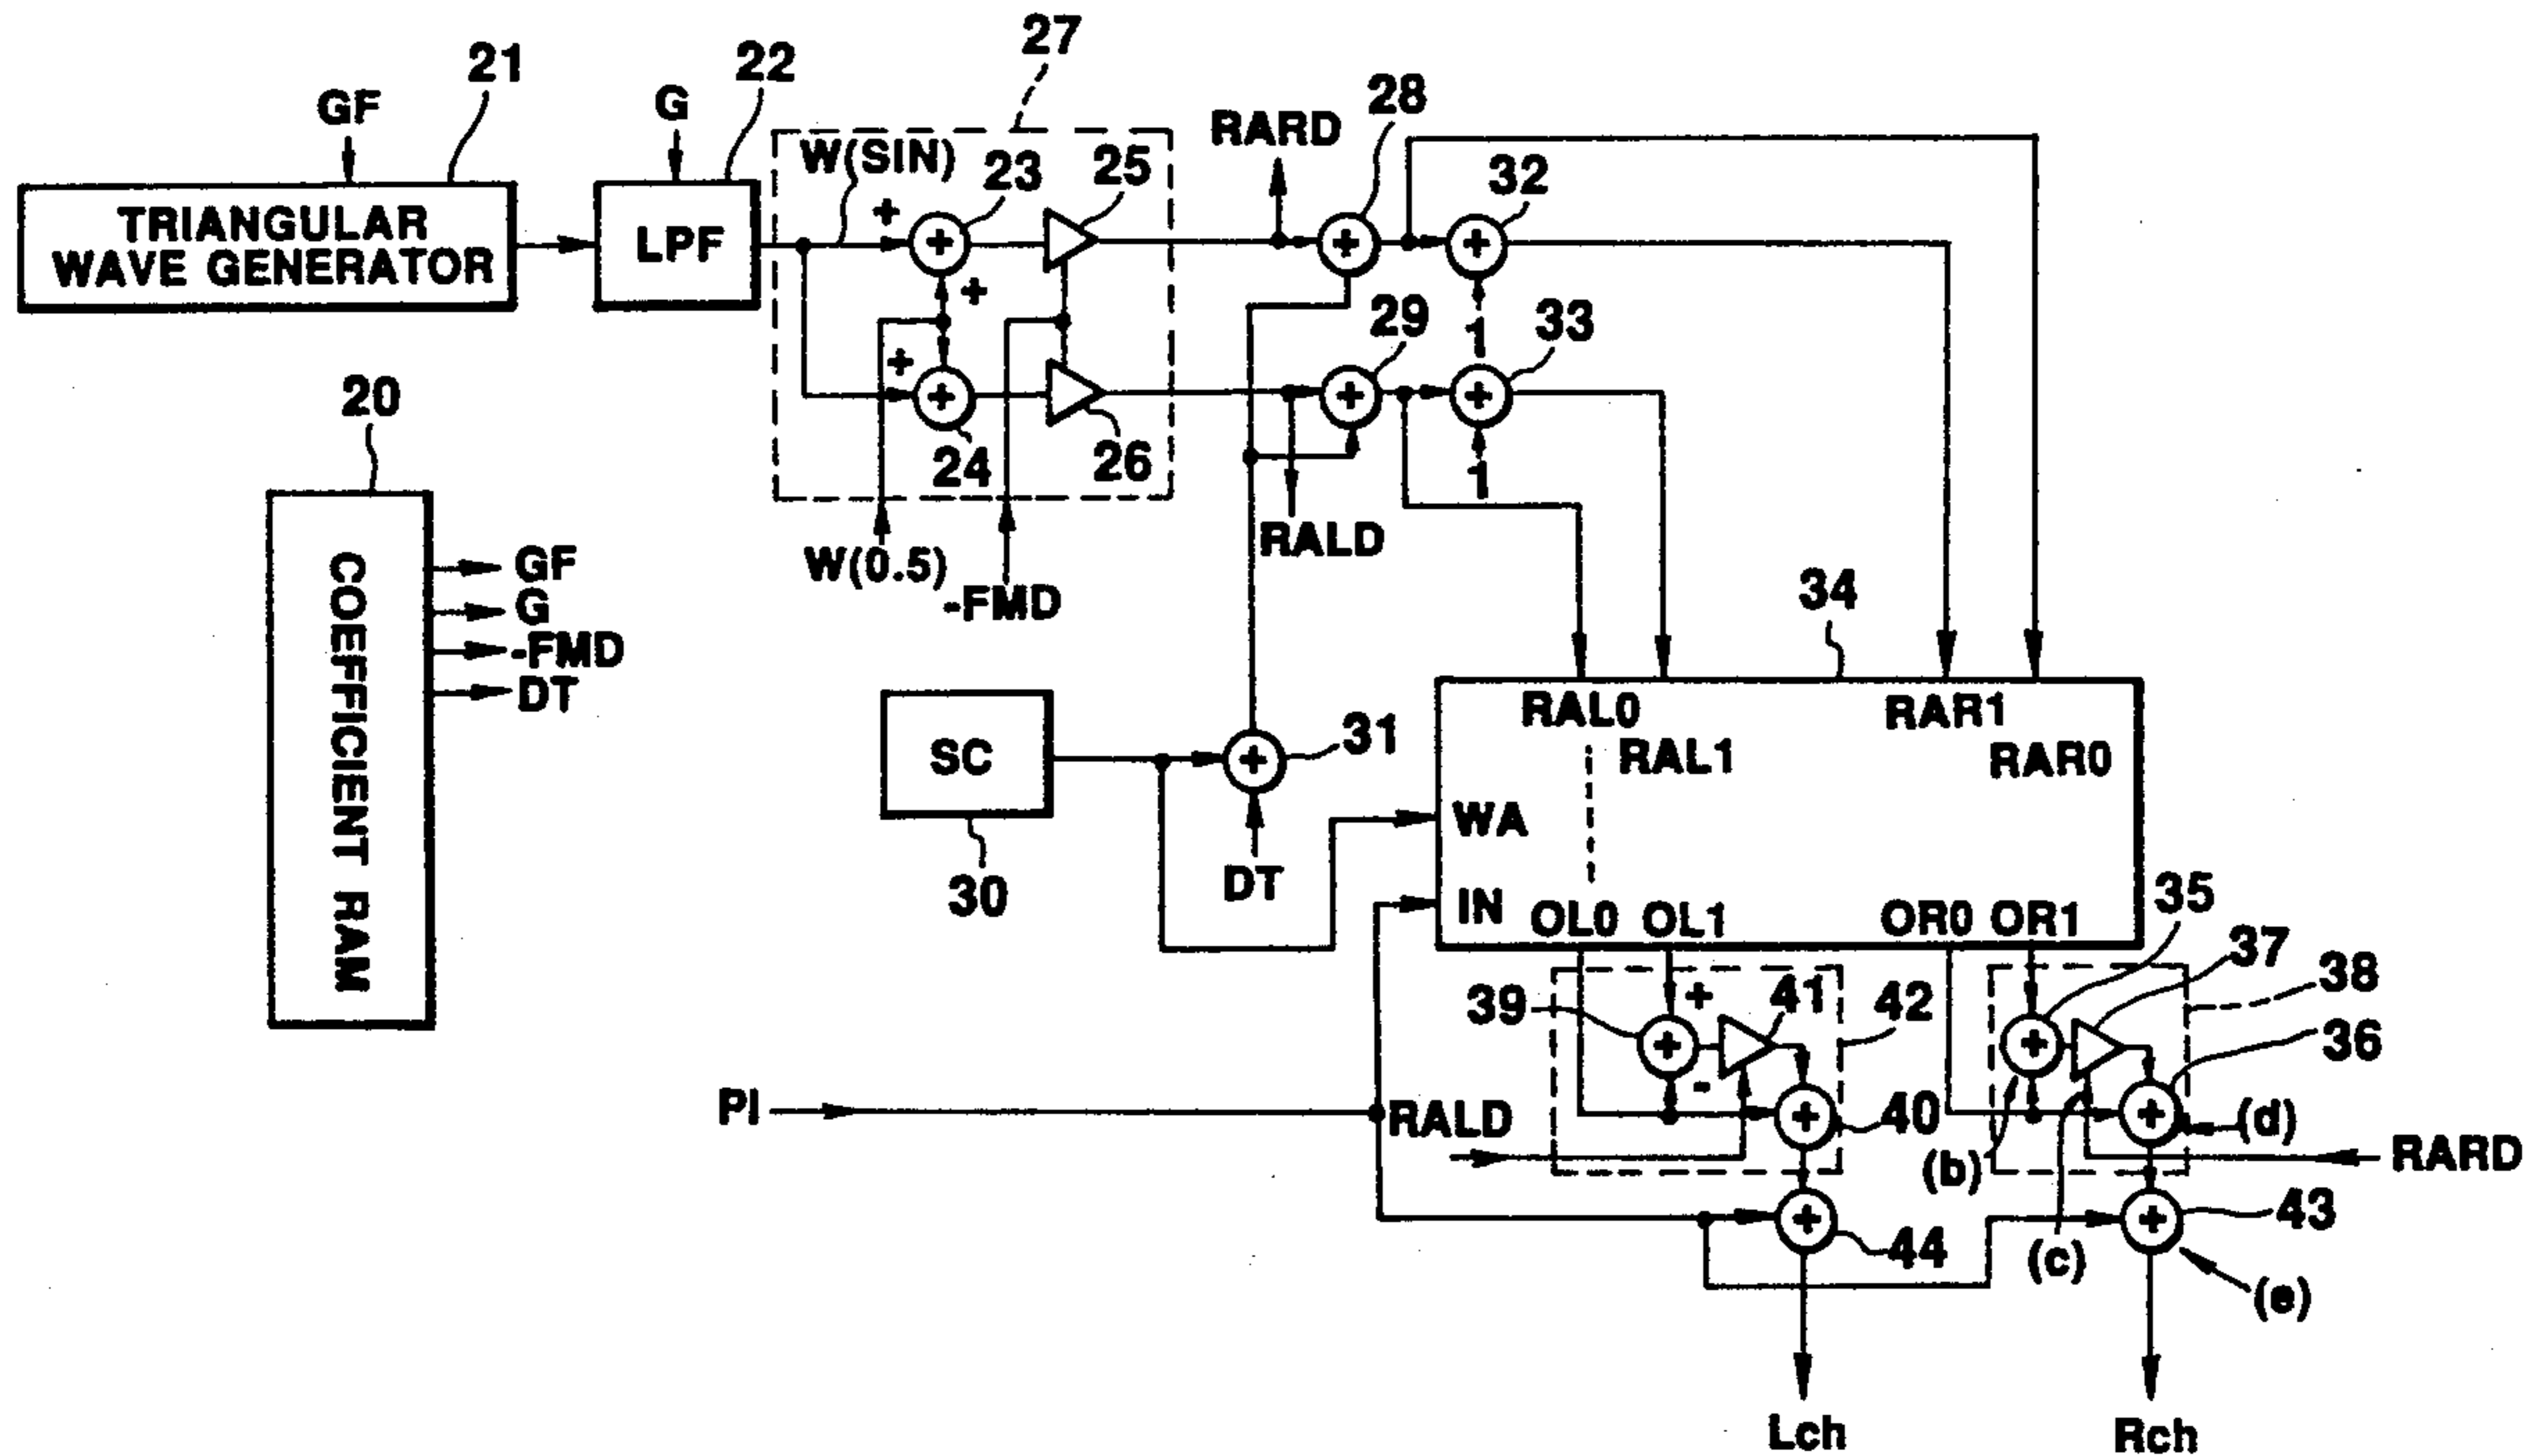 27
21
22
28
GF
G
RARD
W(SIN)
23
25
32
+
+
TRIANGULAR
WAVE GENERATOR
LPF
+
+
+
29
33
1
+
+
+
+
20
24
26
1
RALD
W(0.5)
-FMD
COEFFICIENT RAM
GF
G
-FMD
DT
34
RAL0
RAR1
RAL1
RAR0
SC
+
31
WA
30
DT
IN
OL0
OL1
OR0
OR1
35
37
39
+
41
42
38
+
+
36
-
PI
RALD
+
40
+
(d)
(b)
RARD
+
44
+
43
(c)
(e)
Lch
Rch